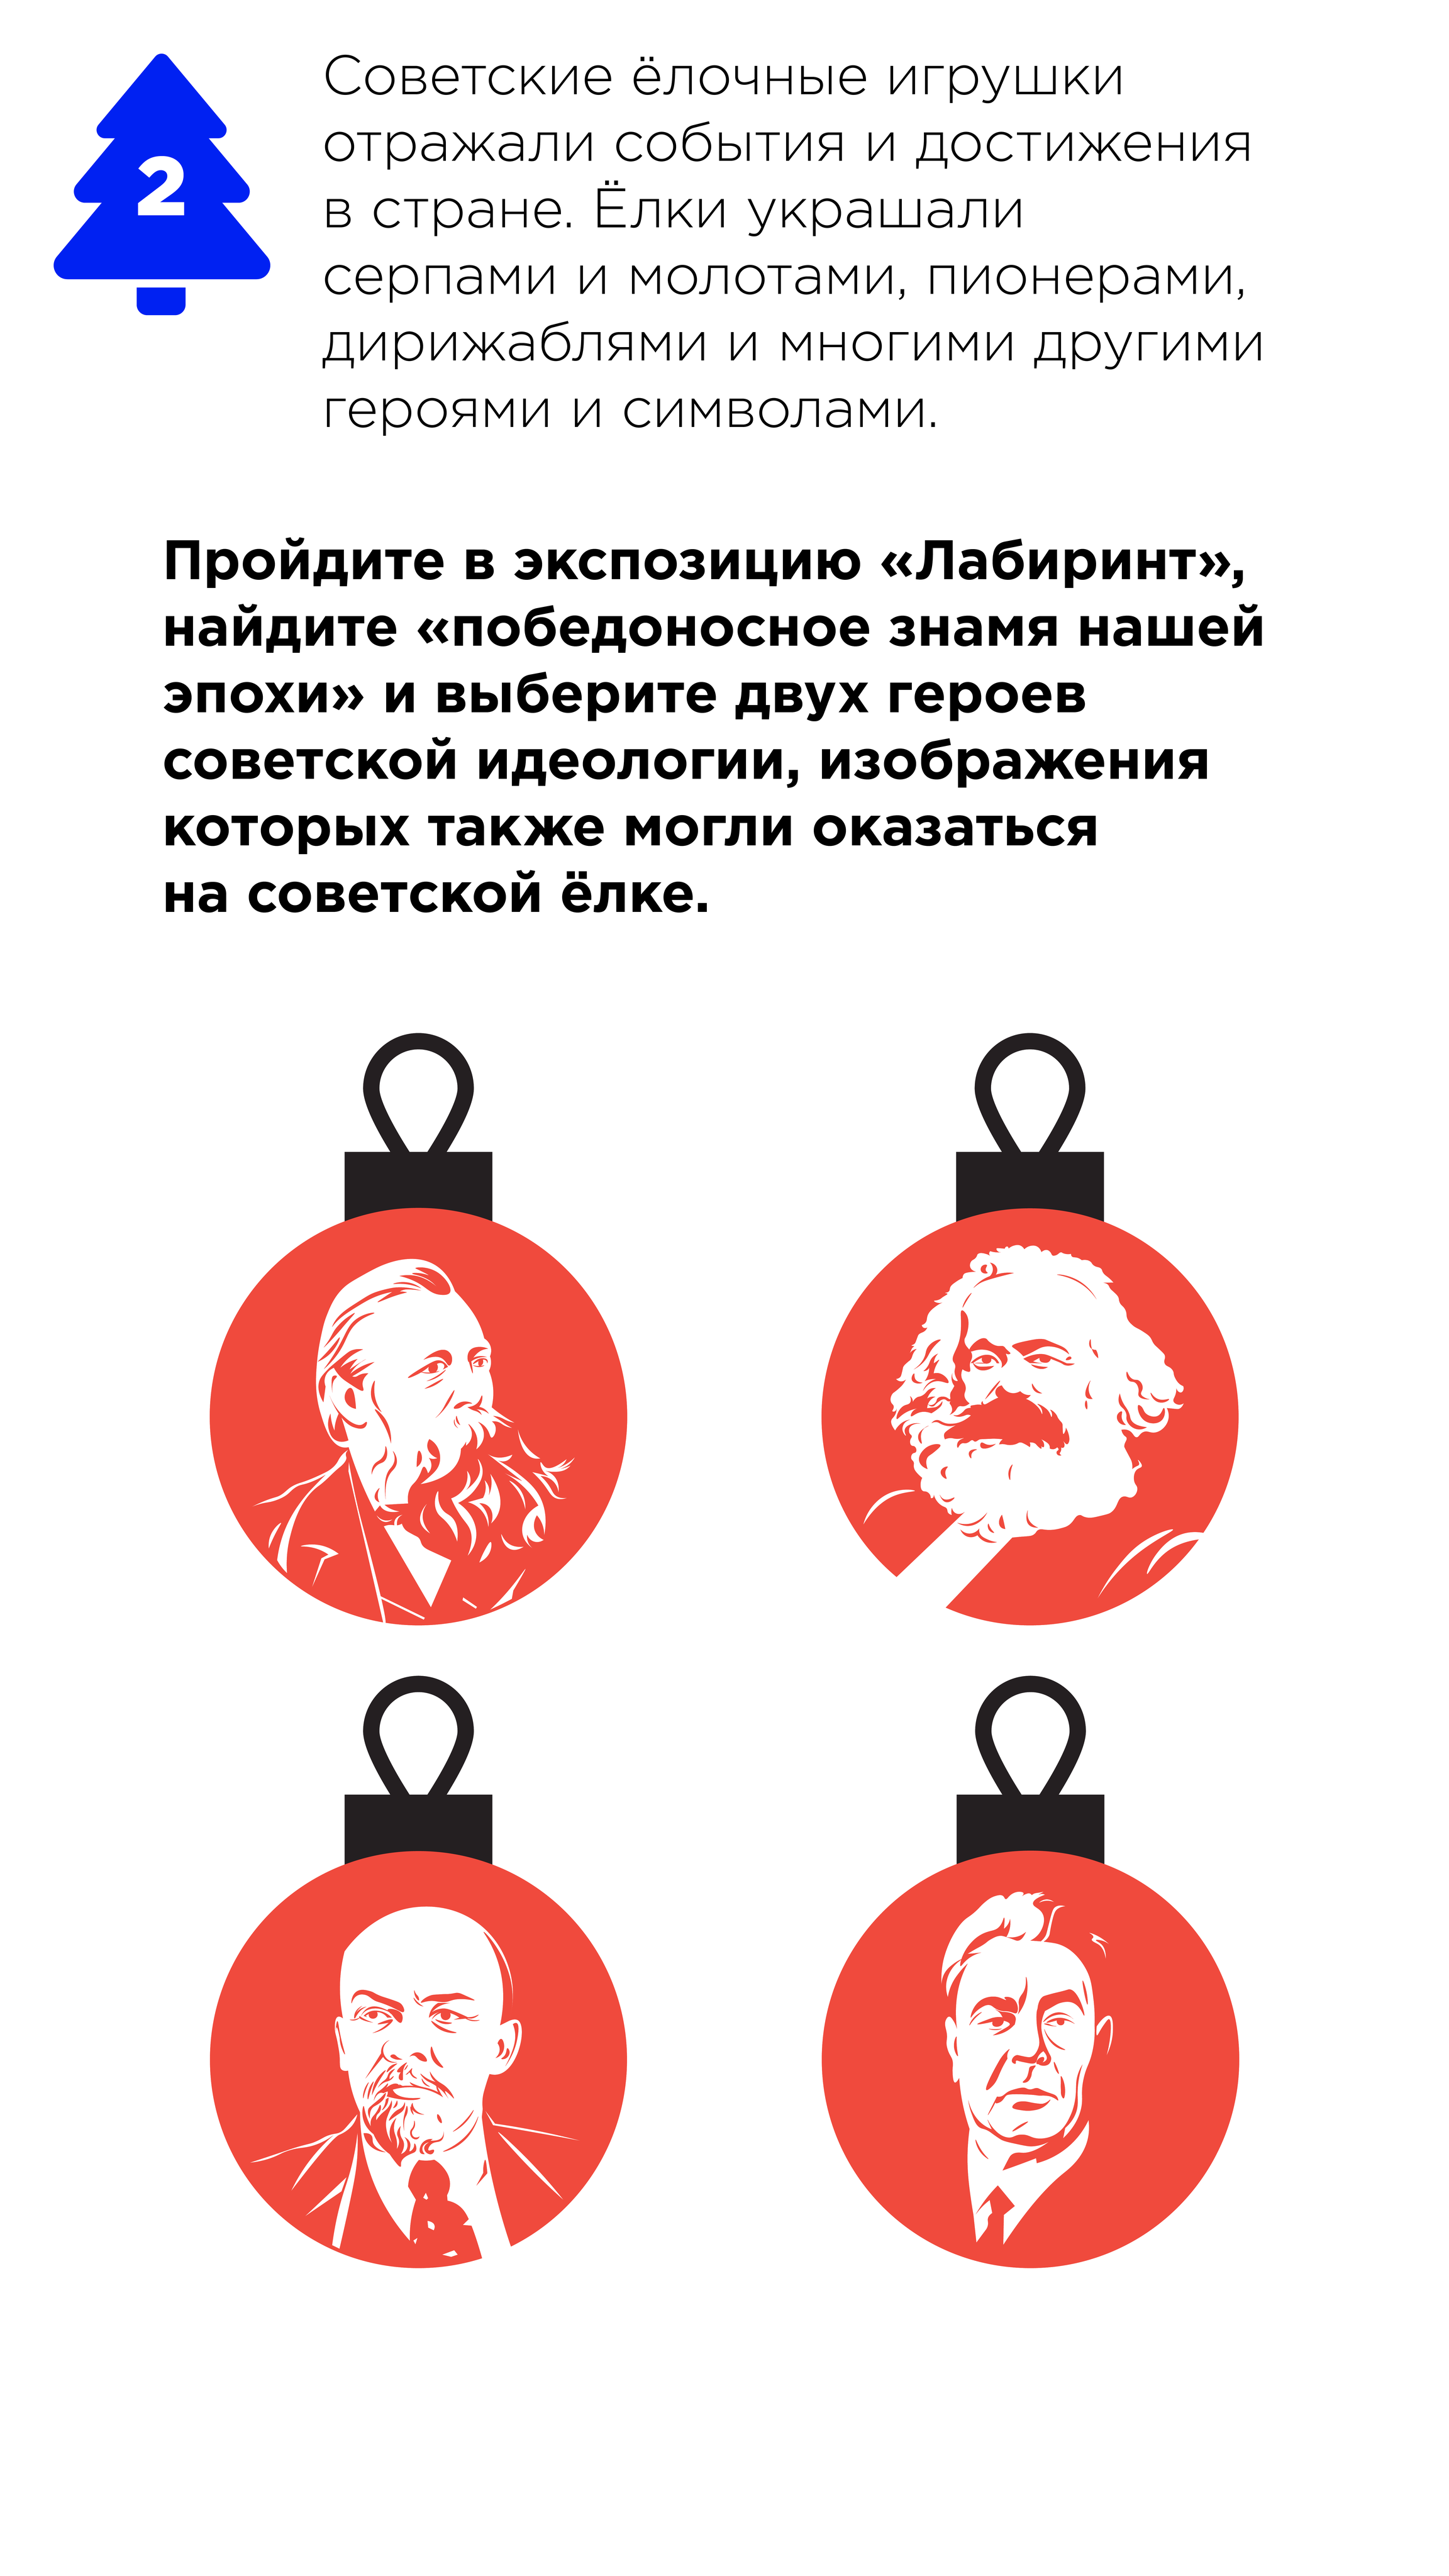 2
Советские ёлочные игрушки
отражали события и достижения
в стране. Ёлки украшали
серпами и молотами, пионерами,
дирижаблями и многими другими
героями и символами.
Пройдите в экспозицию «Лабиринт»,
найдите «победоносное знамя нашей
эпохи» и выберите двух героев
советской идеологии, изображения
которых также могли оказаться
на советской ёлке.